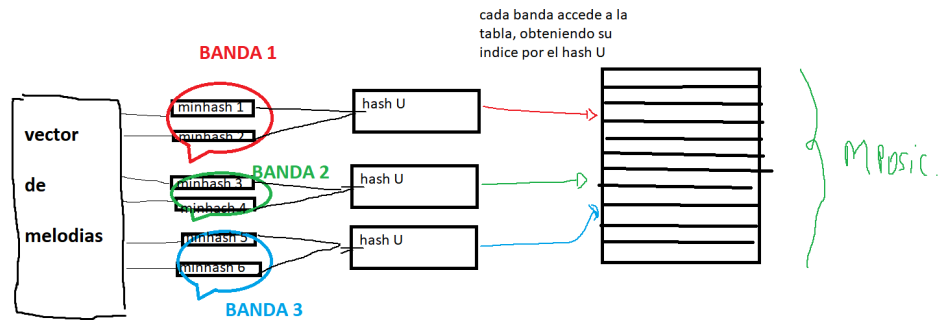 cada banda accede a la
tabla, obteniendo su
indice por el hash U
BANDA 1
minhash 1
hash U
vector
minhash 2
BANDA 2
hash U
de
minhash 3
minhash 4
melodias
minhash 5
hash U
minhash 6
BANDA 3
m posic.